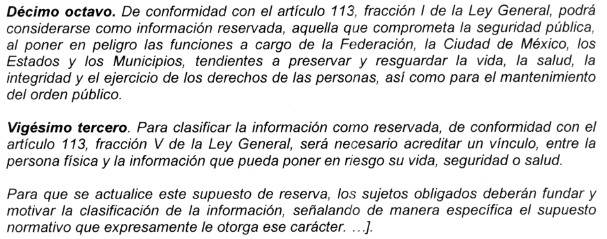 Décimo octavo. De conformidad con el artículo 113, fracción I de la Ley General, podrá
considerarse como información reservada, aquella que comprometa la seguridad pública,
al poner en peligro las funciones a cargo de la Federación, la Ciudad de México, los
Estados y los Municipios, tendientes a preservar y resguardar la vida, la salud, la
integridad y el ejercicio de los derechos de las personas, así como para el mantenimiento
del orden público.
Vigésimo tercero. Para clasificar la información como reservada, de conformidad con el
artículo 113, fracción V de la Ley General, será necesario acreditar un vínculo, entre la
persona física y la información que pueda poner en riesgo su vida, seguridad o salud.
Para que se actualice este supuesto de reserva, los sujetos obligados deberán fundar y
motivar la clasificación de la información, señalando de manera específica el supuesto
normativo que expresamente le otorga ese carácter. …].